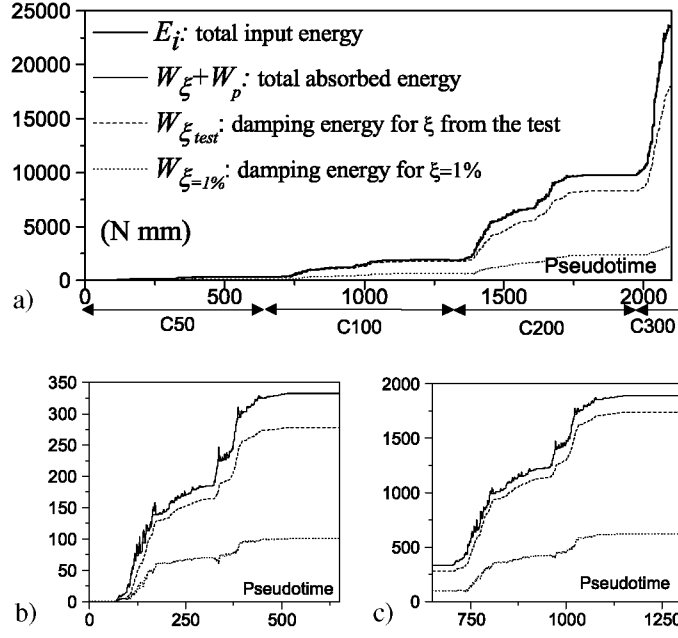 25000
20000
15000
10000
5000
0
E_i: total input energy
W_ξ+W_p: total absorbed energy
W_ξtest: damping energy for ξ from the test
W_ξ=1%: damping energy for ξ=1%
(N mm)
Pseudotime
a)
0 500 1000 1500 2000
C50 C100 C200 C300
350
300
250
200
150
100
50
0
Pseudotime
b)
0 250 500
2000
1500
1000
500
0
Pseudotime
c)
750 1000 1250